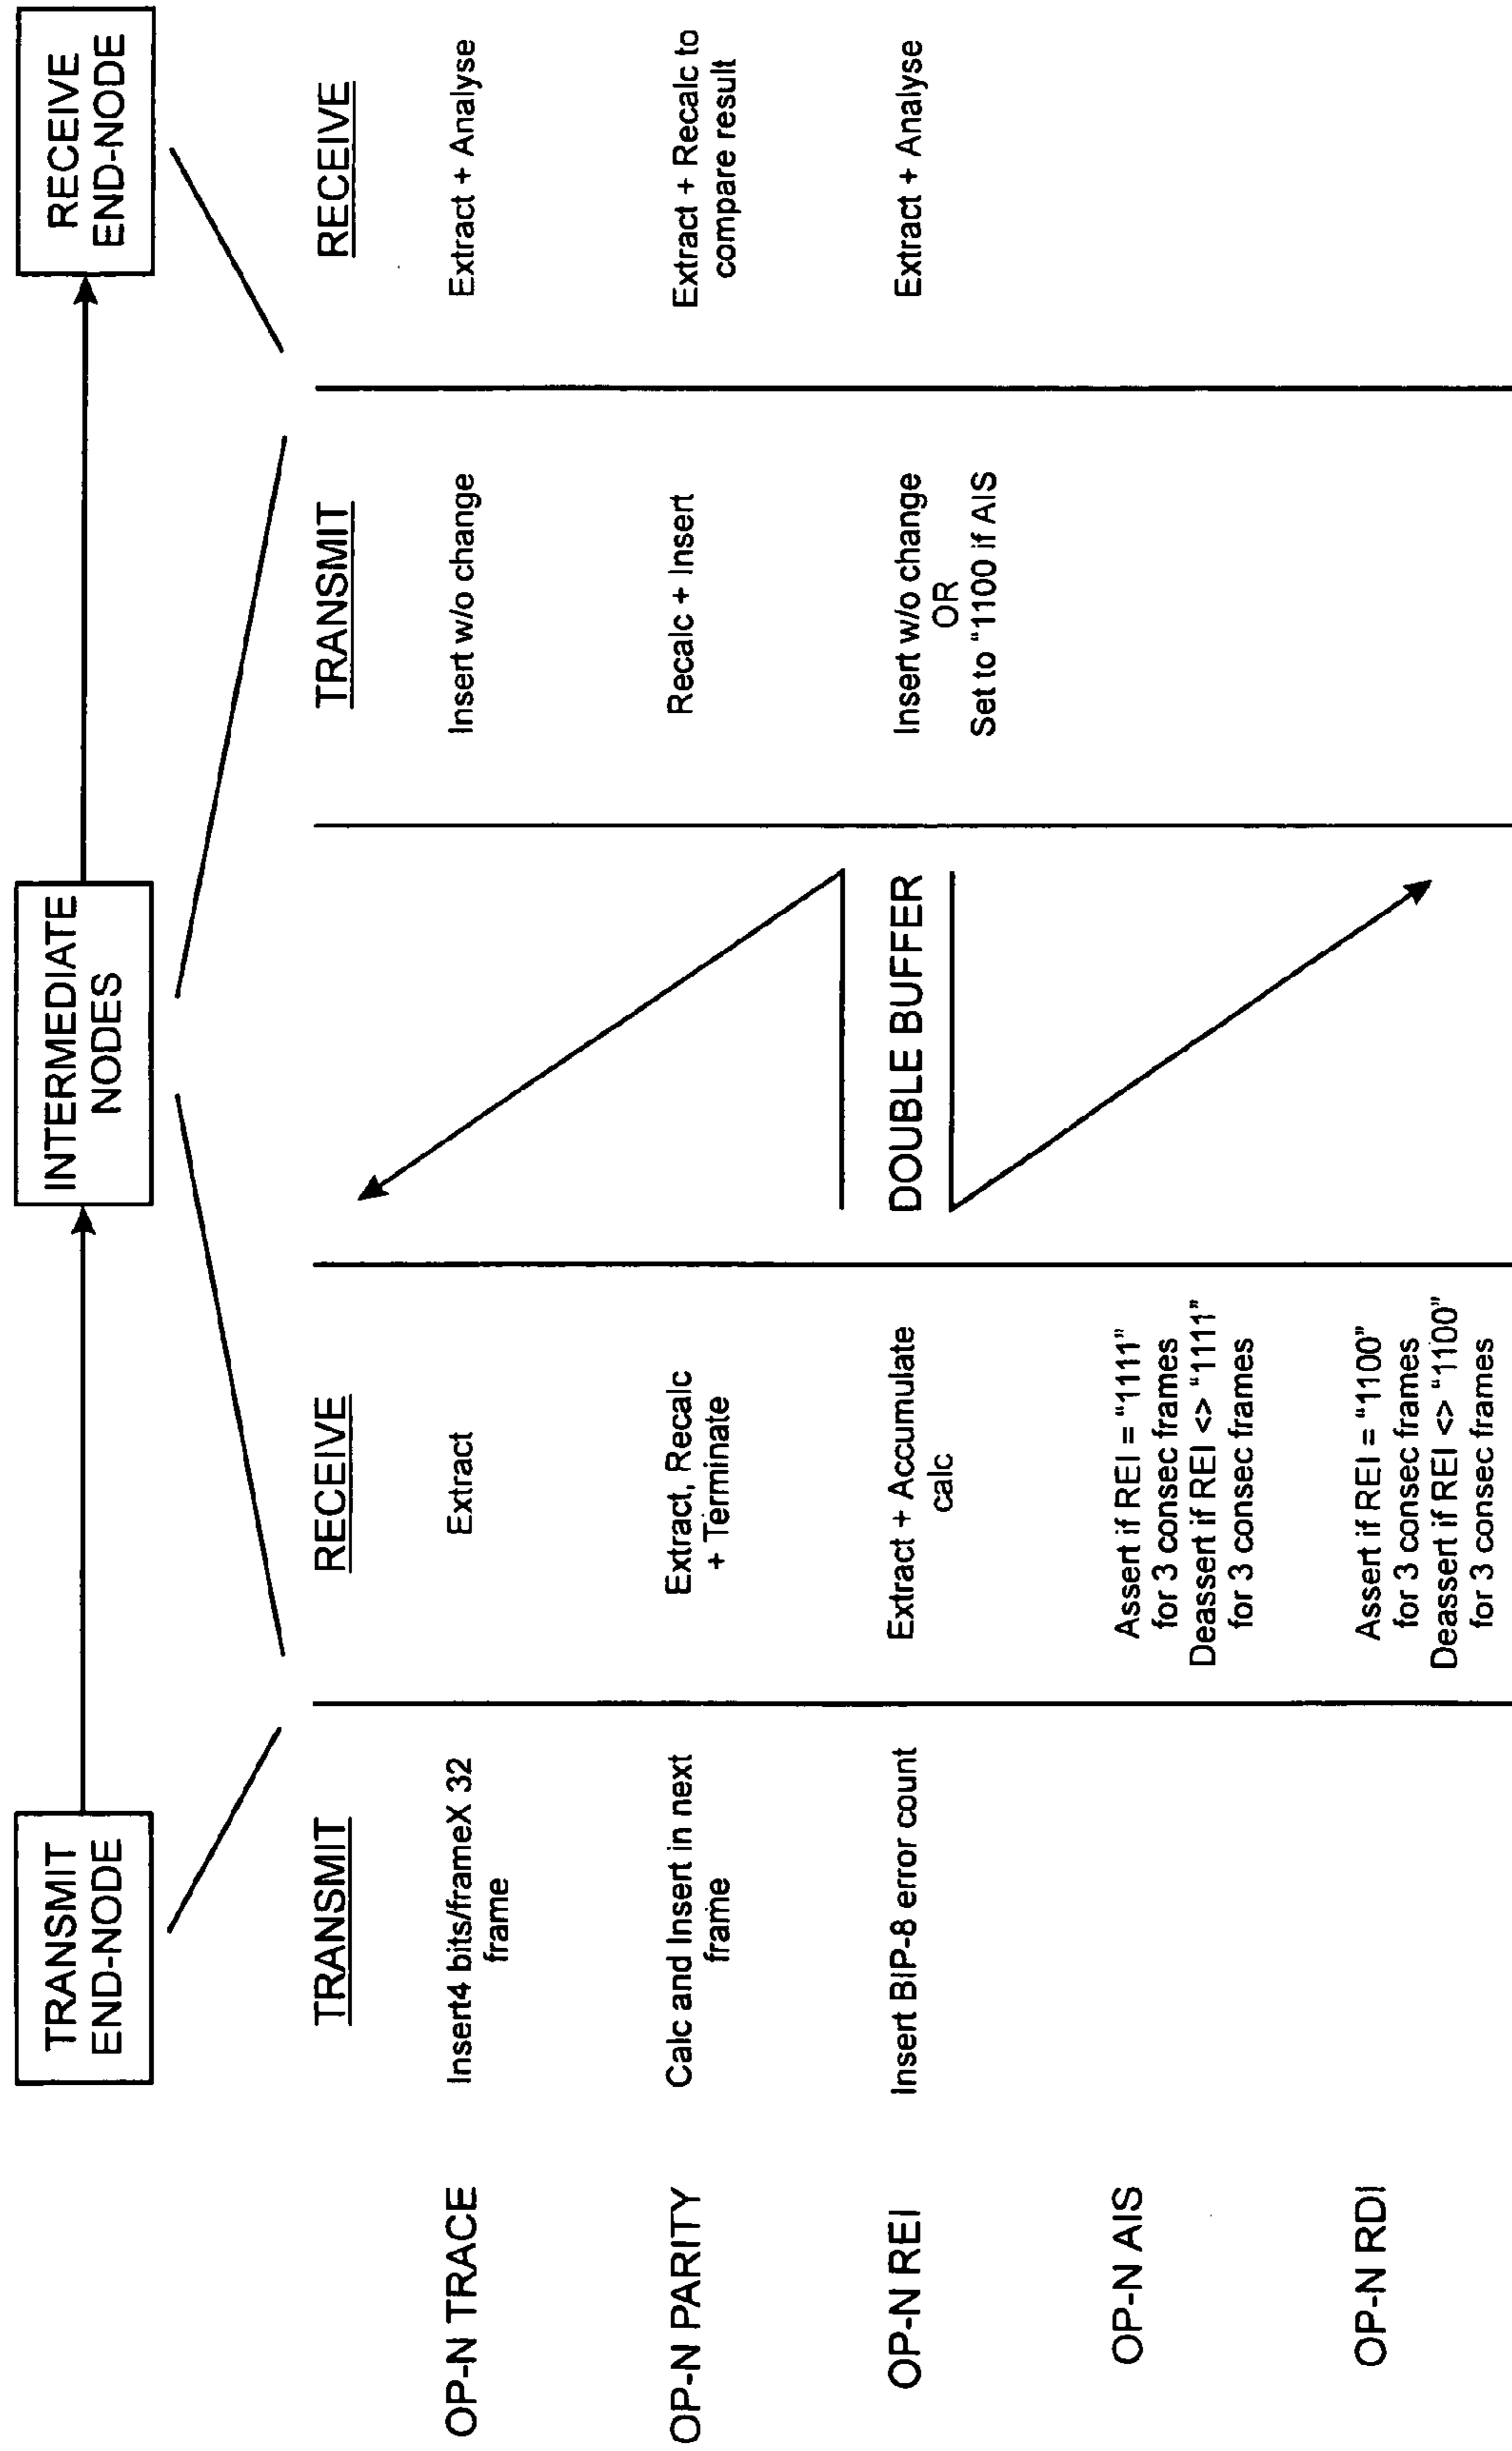 TRANSMIT
END-NODE
INTERMEDIATE
NODES
RECEIVE
END-NODE
TRANSMIT
RECEIVE
TRANSMIT
RECEIVE
OP-N TRACE
Insert4 bits/frameX 32
frame
Extract
Insert w/o change
Extract + Analyse
OP-N PARITY
Calc and Insert in next
frame
Extract, Recalc
+ Terminate
Recalc + Insert
Extract + Recalc to
compare result
OP-N REI
Insert BIP-8 error count
Extract + Accumulate
calc
DOUBLE BUFFER
Insert w/o change
OR
Set to “1100 if AIS
Extract + Analyse
OP-N AIS
Assert if REI = “1111”
for 3 consec frames
Deassert if REI <> “1111”
for 3 consec frames
OP-N RDI
Assert if REI = “1100”
for 3 consec frames
Deassert if REI <> “1100”
for 3 consec frames